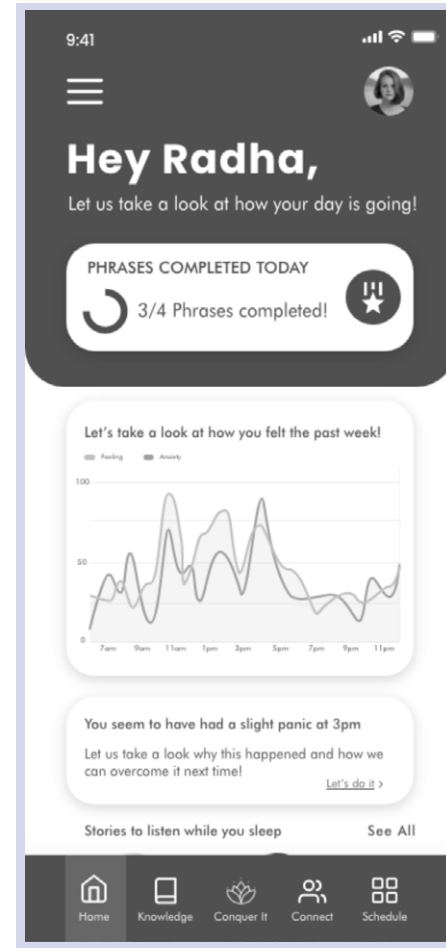 9:41
Hey Radha,
Let us take a look at how your day is going!
PHRASES COMPLETED TODAY
3/4 Phrases completed!
Let's take a look at how you felt the past week!
Feeling Anxiety
100
50
0
7am 9am 11am 1pm 3pm 5pm 7pm 9pm 11pm
You seem to have had a slight panic at 3pm
Let us take a look why this happened and how we
can overcome it next time!
Let's do it >
Stories to listen while you sleep See All
Home Knowledge Conquer It Connect Schedule